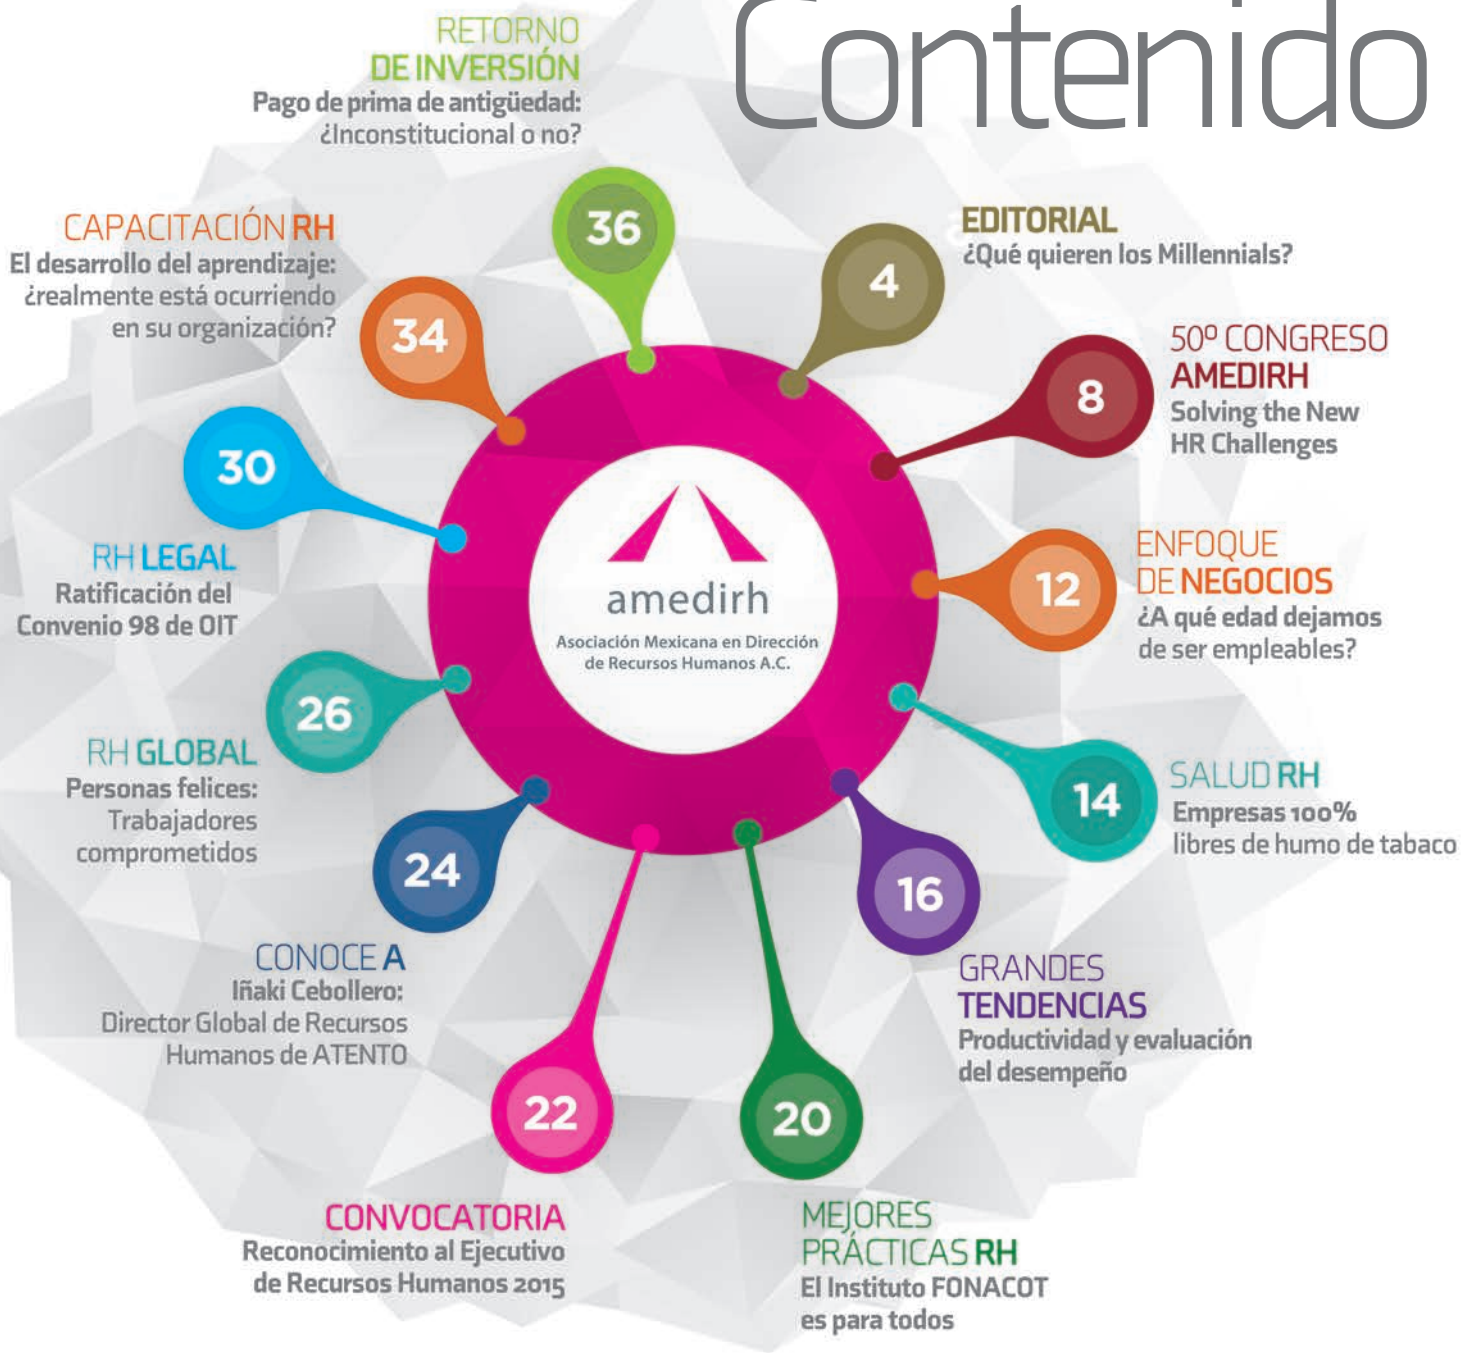 Contenido
RETORNO
DE INVERSIÓN
Pago de prima de antigüedad:
¿Inconstitucional o no?
36
EDITORIAL
¿Qué quieren los Millennials?
4
50º CONGRESO
AMEDIRH
Solving the New
HR Challenges
8
ENFOQUE
DE NEGOCIOS
¿A qué edad dejamos
de ser empleables?
12
SALUD RH
Empresas 100%
libres de humo de tabaco
14
GRANDES
TENDENCIAS
Productividad y evaluación
del desempeño
16
MEJORES
PRÁCTICAS RH
El Instituto FONACOT
es para todos
20
CONVOCATORIA
Reconocimiento al Ejecutivo
de Recursos Humanos 2015
22
CONOCE A
Iñaki Cebollero:
Director Global de Recursos
Humanos de ATENTO
24
RH GLOBAL
Personas felices:
Trabajadores
comprometidos
26
RH LEGAL
Ratificación del
Convenio 98 de OIT
30
CAPACITACIÓN RH
El desarrollo del aprendizaje:
¿realmente está ocurriendo
en su organización?
34
amedirh
Asociación Mexicana en Dirección
de Recursos Humanos A.C.